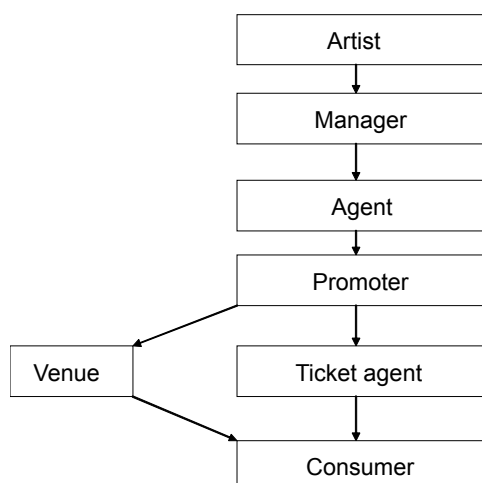 Artist
Manager
Agent
Promoter
Venue
Ticket agent
Consumer